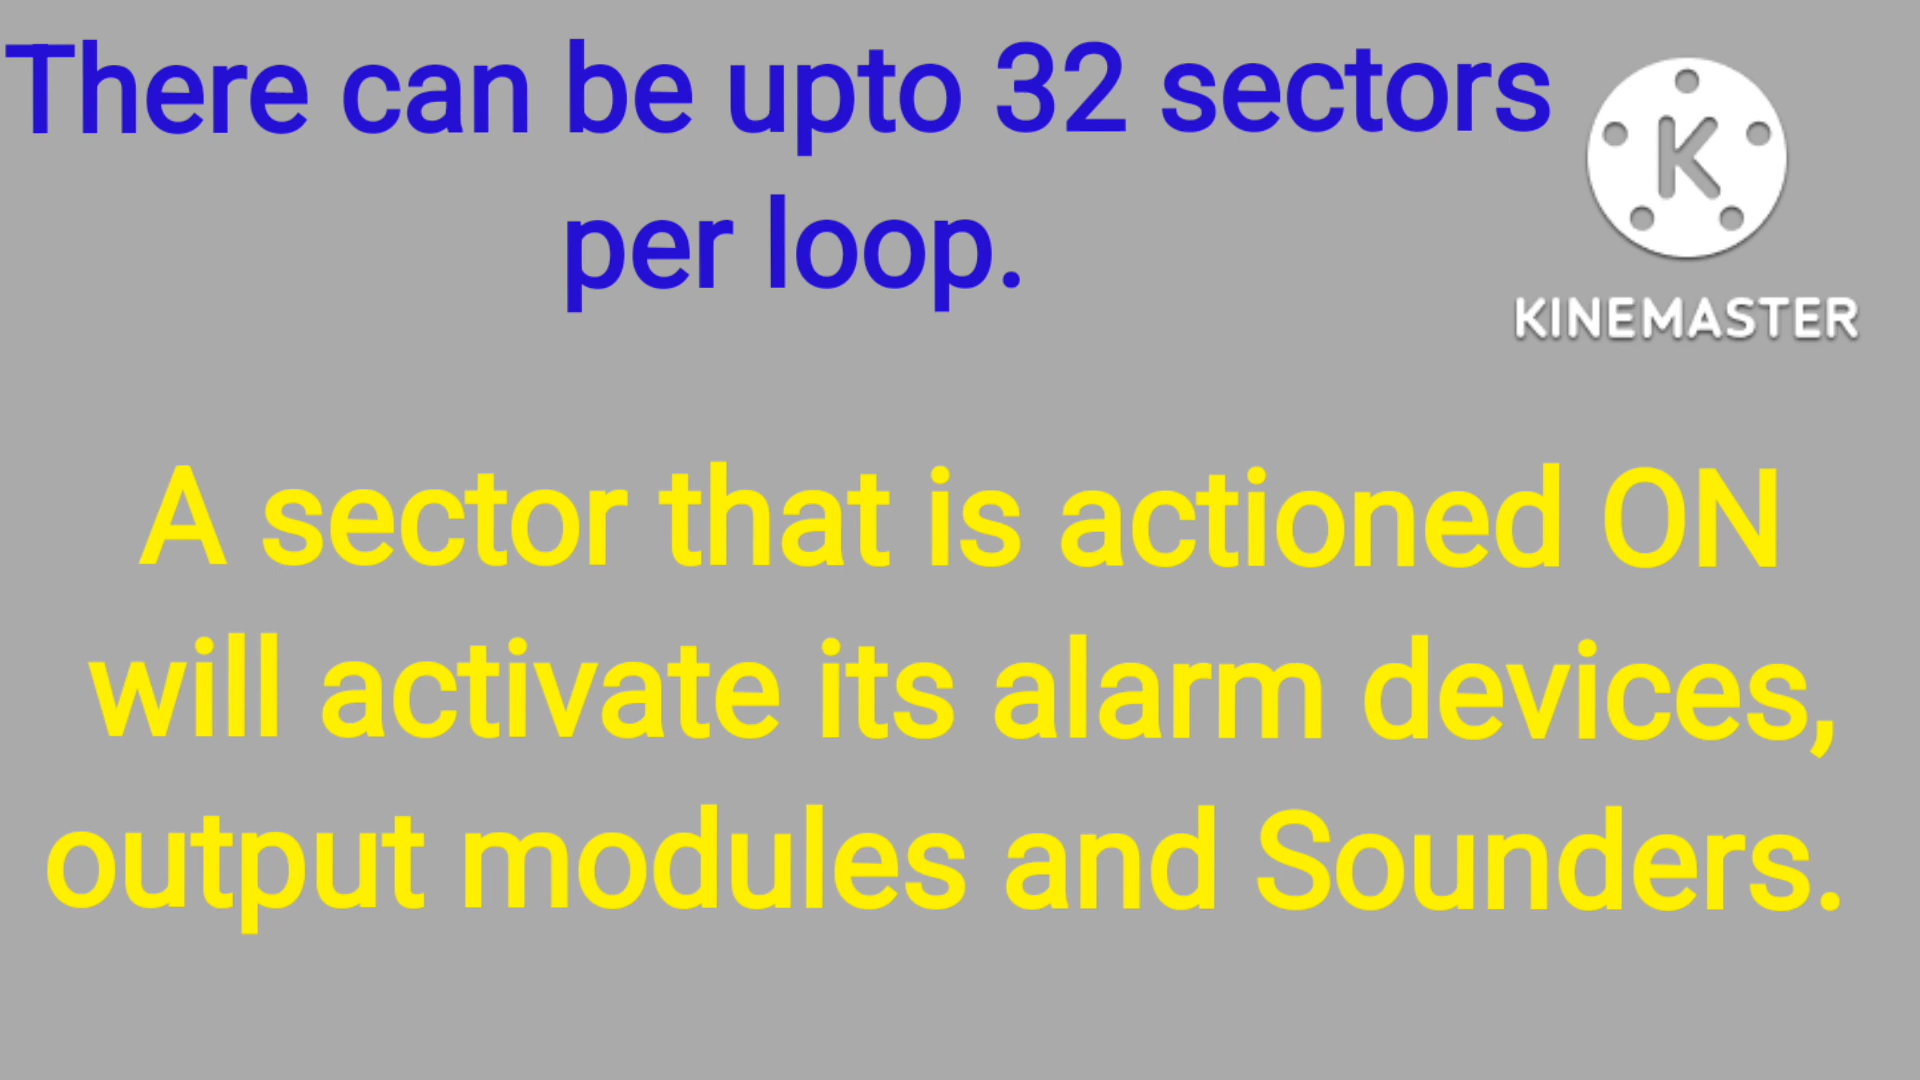 There can be upto 32 sectors
per loop.
K
KINEMASTER
A sector that is actioned ON
will activate its alarm devices,
output modules and Sounders.